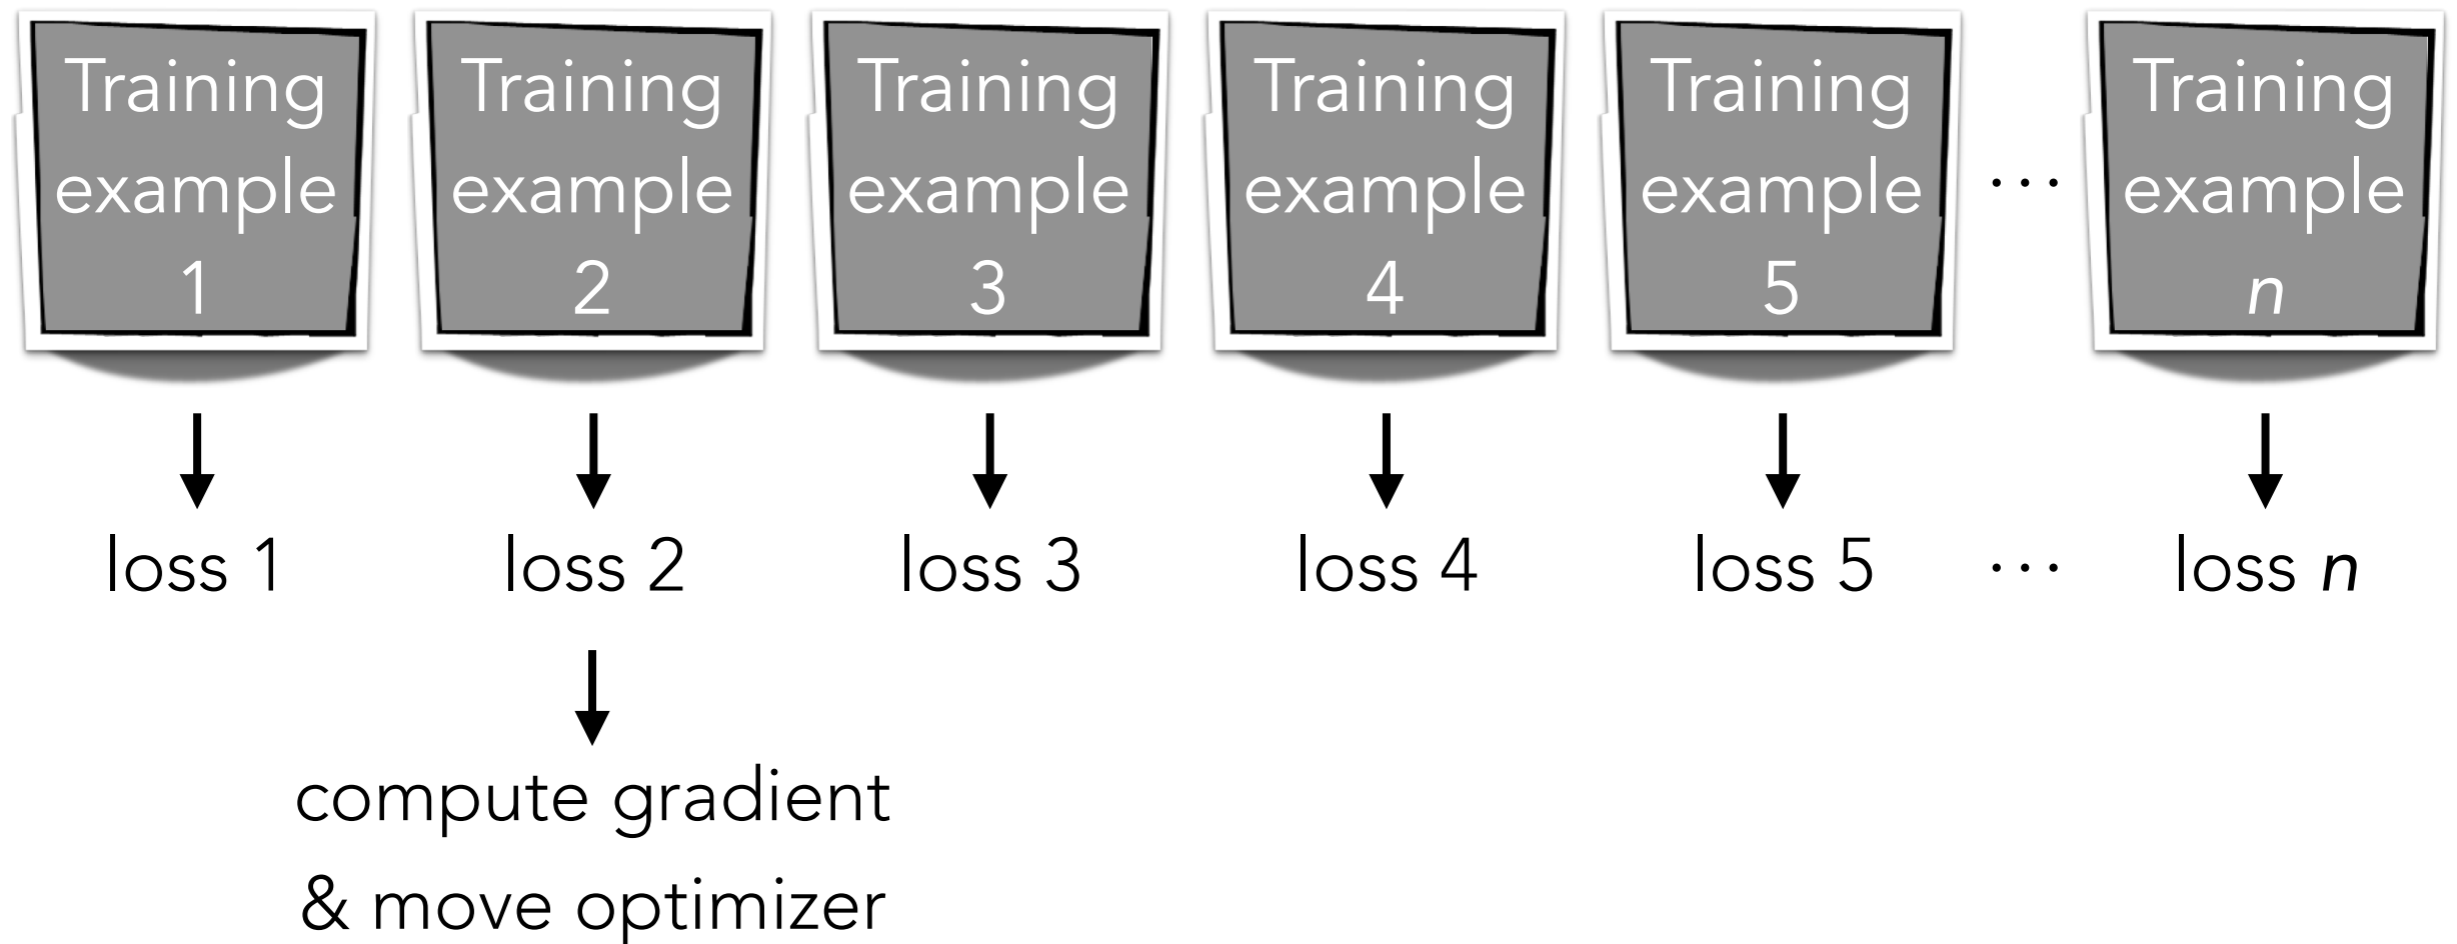 Training
example
1
Training
example
2
Training
example
3
Training
example
4
Training
example
5
...
Training
example
n
loss 1
loss 2
loss 3
loss 4
loss 5
...
loss n
compute gradient
& move optimizer